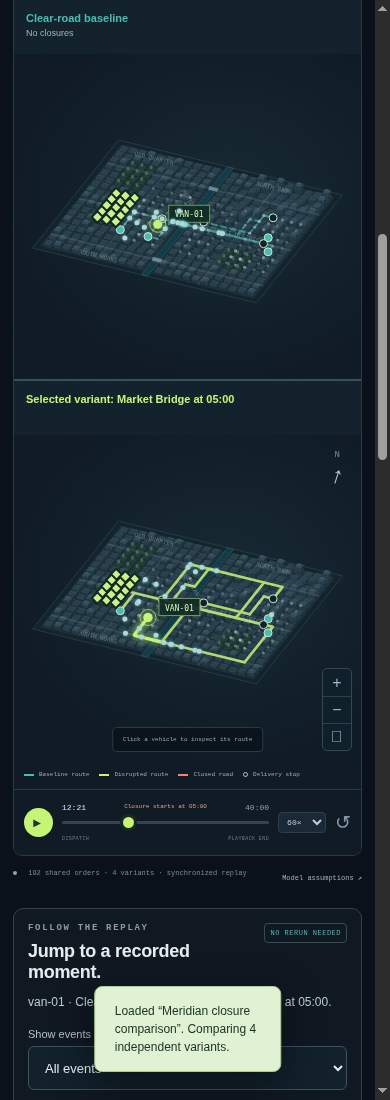 Clear-road baseline
No closures
OLD QUARTER
NORTH BANK
VAN-01
Selected variant: Market Bridge at 05:00
N
VAN-01
Click a vehicle to inspect its route
+
−
Baseline route
Disrupted route
Closed road
Delivery stop
12:21
Closure starts at 05:00
40:00
60×
DISPATCH
PLAYBACK END
192 shared orders · 4 variants · synchronized replay
Model assumptions ↗
FOLLOW THE REPLAY
NO RERUN NEEDED
Jump to a recorded
moment.
van-01 · Cle
at 05:00.
Show events
All events
Loaded “Meridian closure
comparison”. Comparing 4
independent variants.